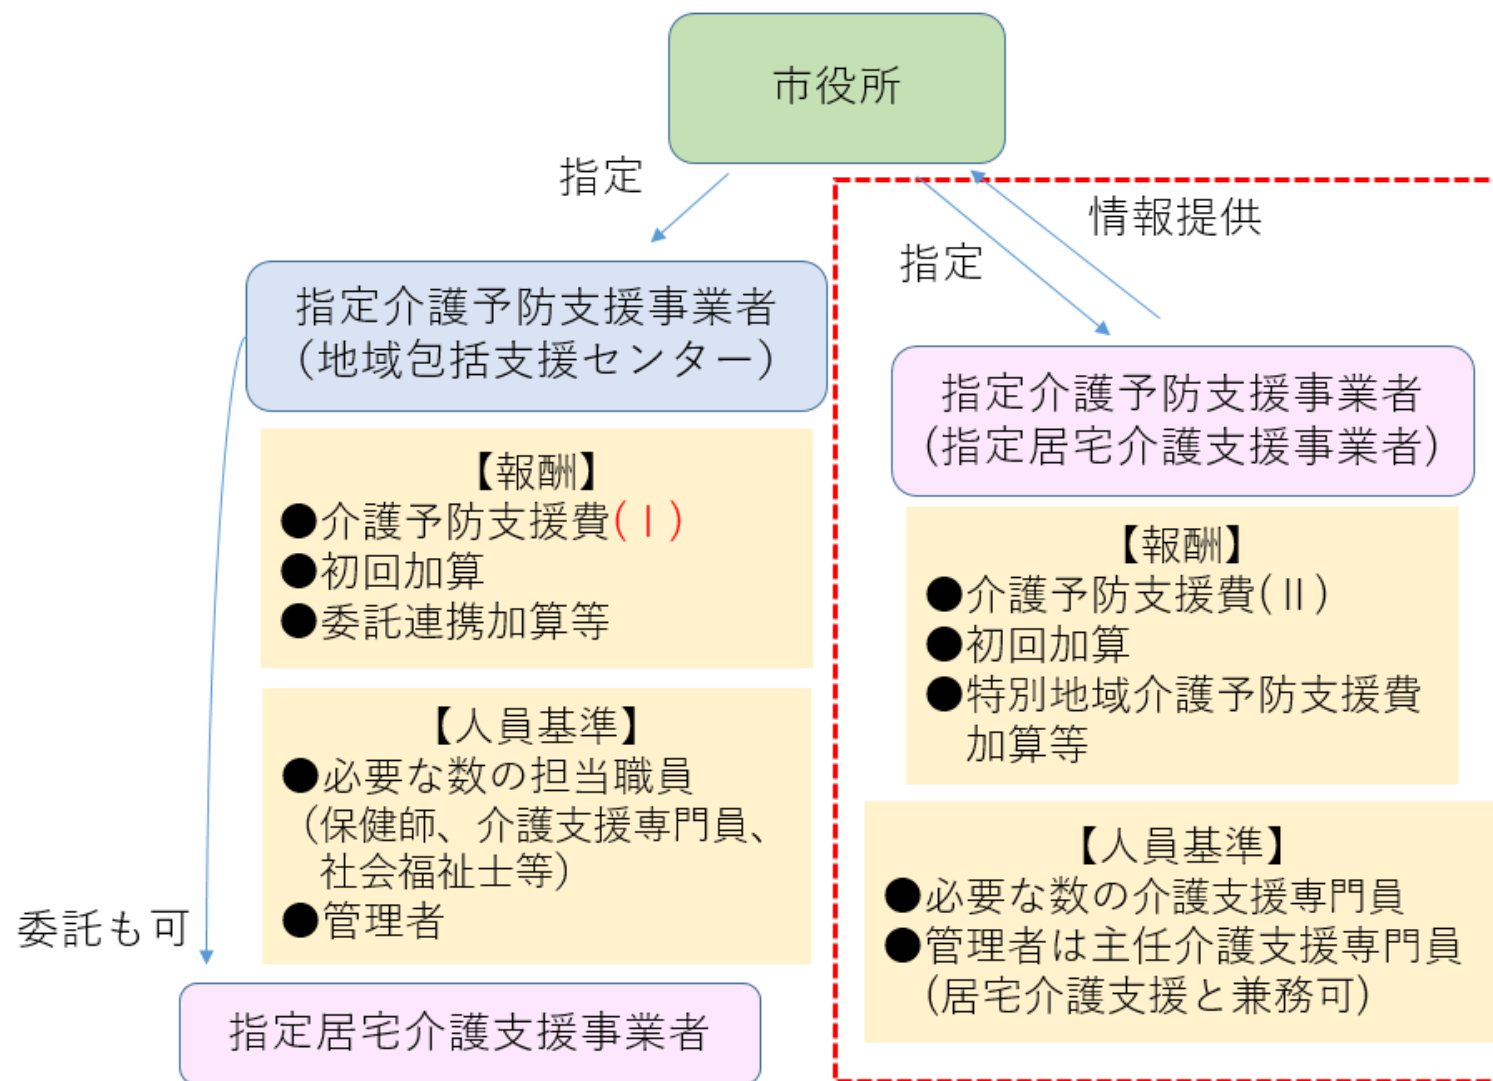 市役所
指定
情報提供
指定
指定介護予防支援事業者
(地域包括支援センター)
【報酬】
●介護予防支援費(Ⅰ)
●初回加算
●委託連携加算等
【人員基準】
●必要な数の担当職員
(保健師、介護支援専門員、
社会福祉士等)
●管理者
委託も可
指定居宅介護支援事業者
指定介護予防支援事業者
(指定居宅介護支援事業者)
【報酬】
●介護予防支援費(Ⅱ)
●初回加算
●特別地域介護予防支援費
加算等
【人員基準】
●必要な数の介護支援専門員
●管理者は主任介護支援専門員
(居宅介護支援と兼務可)